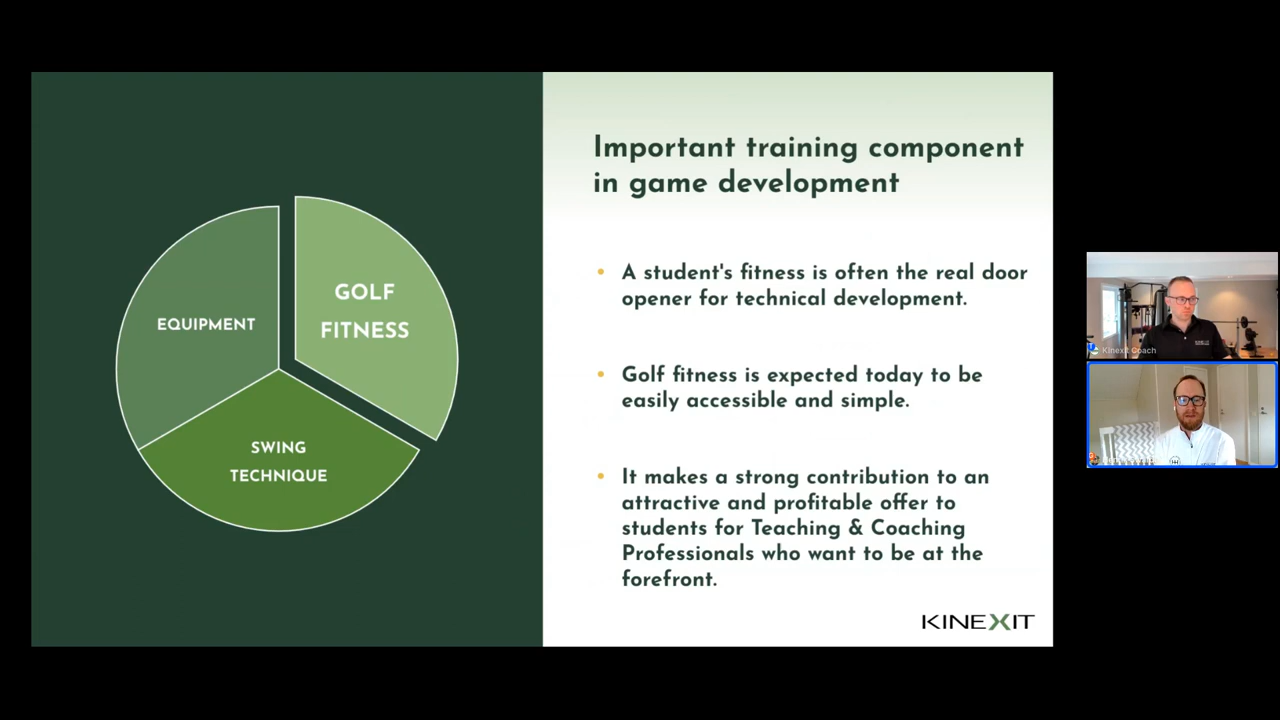 EQUIPMENT
GOLF
FITNESS
SWING
TECHNIQUE
Important training component
in game development
• A student's fitness is often the real door
opener for technical development.
• Golf fitness is expected today to be
easily accessible and simple.
• It makes a strong contribution to an
attractive and profitable offer to
students for Teaching & Coaching
Professionals who want to be at the
forefront.
KINEXIT
Kinexit Coach